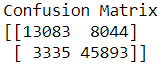 Confusion Matrix
[[13083  8044]
 [ 3335 45893]]